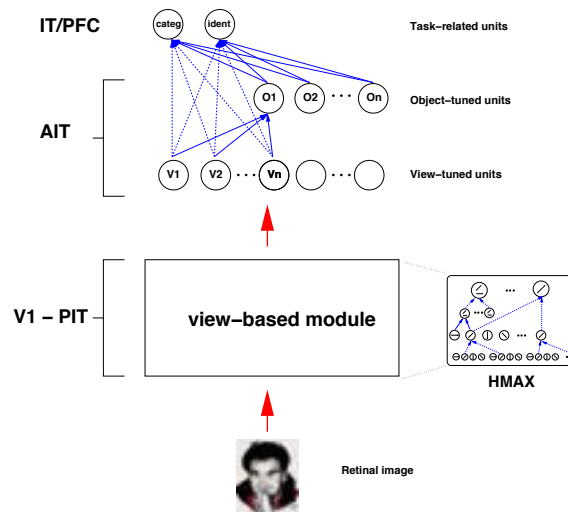 IT/PFC categ ident Task−related units
O1 O2 ··· On Object−tuned units
AIT
V1 V2 ··· Vn ··· View−tuned units
V1 − PIT view−based module
HMAX
Retinal image